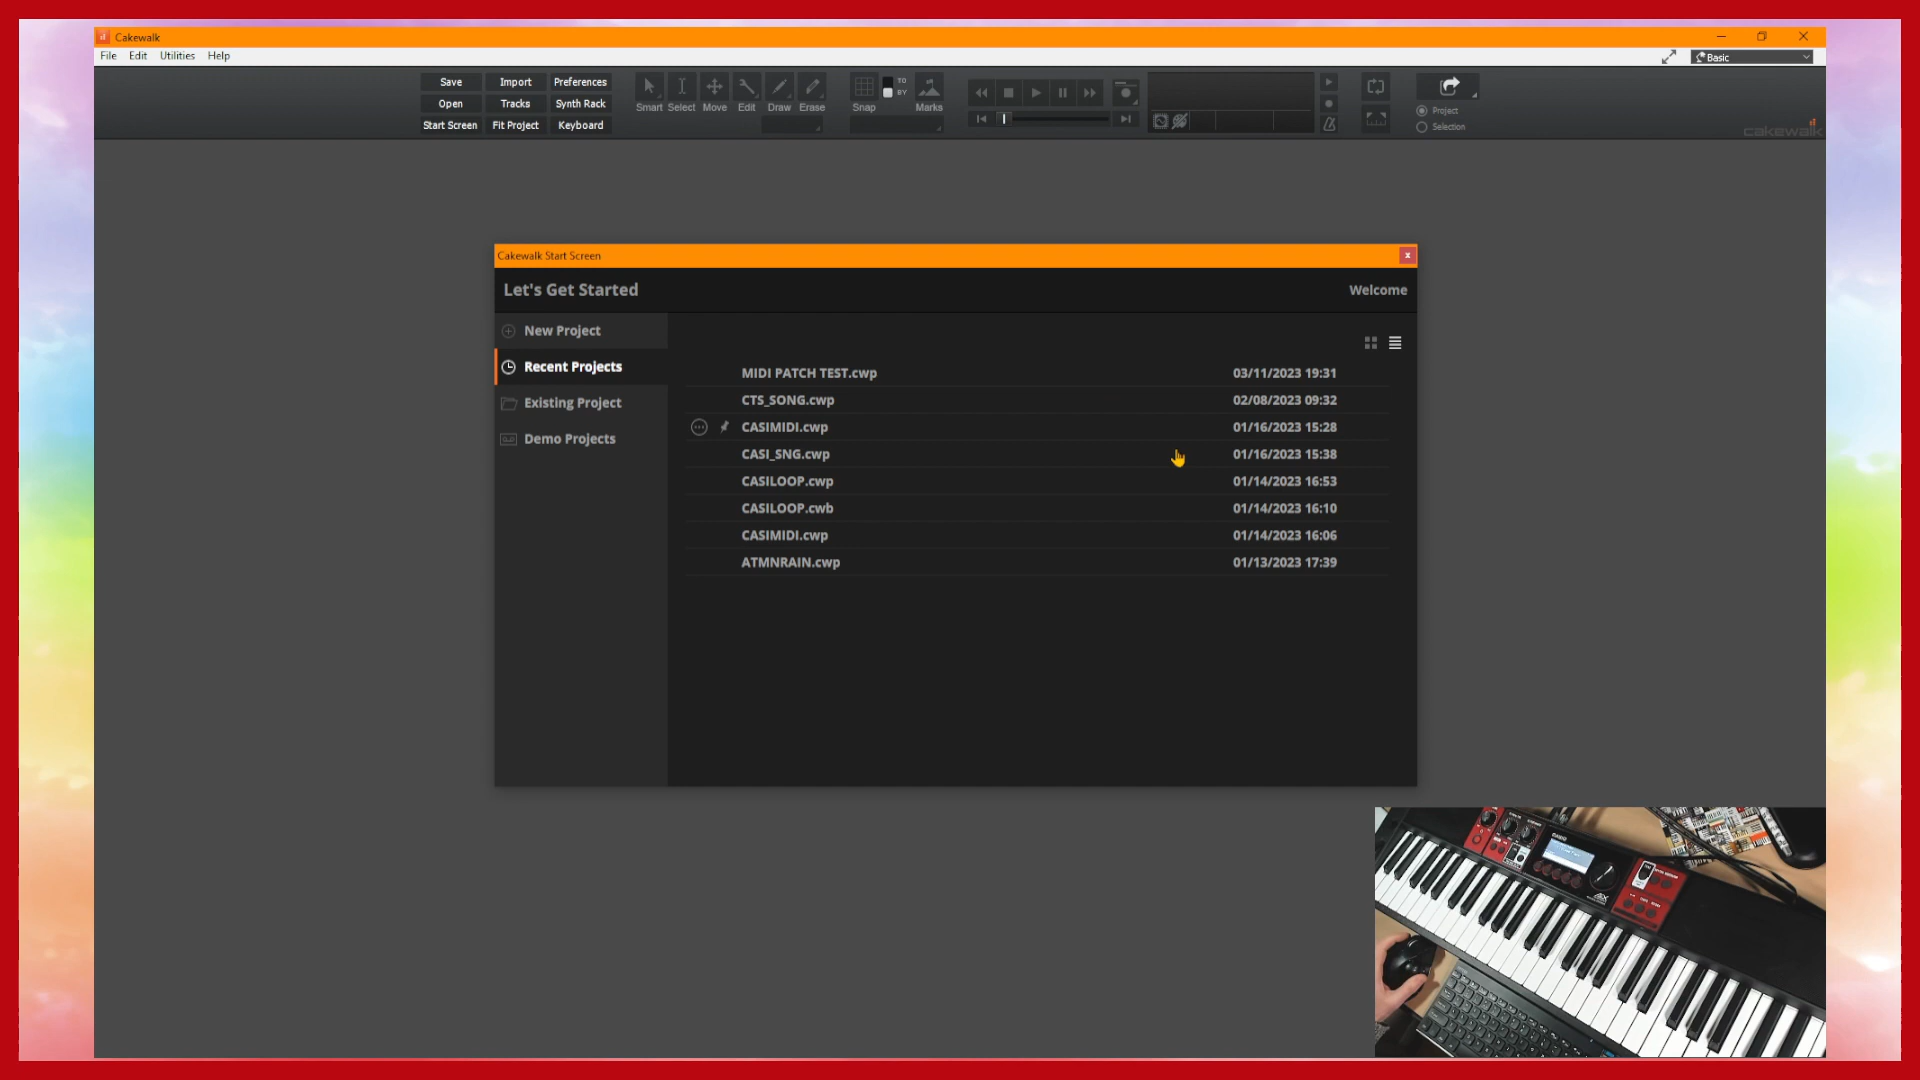 Cakewalk
File Edit Utilities Help
Basic
Save Import Preferences
Open Tracks Synth Rack
Start Screen Fit Project Keyboard
Smart Select Move Edit Draw Erase
Snap
TO
BY
Marks
Project
Selection
cakewalk
Cakewalk Start Screen
x
Let's Get Started
Welcome
New Project
Recent Projects
Existing Project
Demo Projects
MIDI PATCH TEST.cwp 03/11/2023 19:31
CTS_SONG.cwp 02/08/2023 09:32
CASIMIDI.cwp 01/16/2023 15:28
CASI_SNG.cwp 01/16/2023 15:38
CASILOOP.cwp 01/14/2023 16:53
CASILOOP.cwb 01/14/2023 16:10
CASIMIDI.cwp 01/14/2023 16:06
ATMNRAIN.cwp 01/13/2023 17:39
CASIO